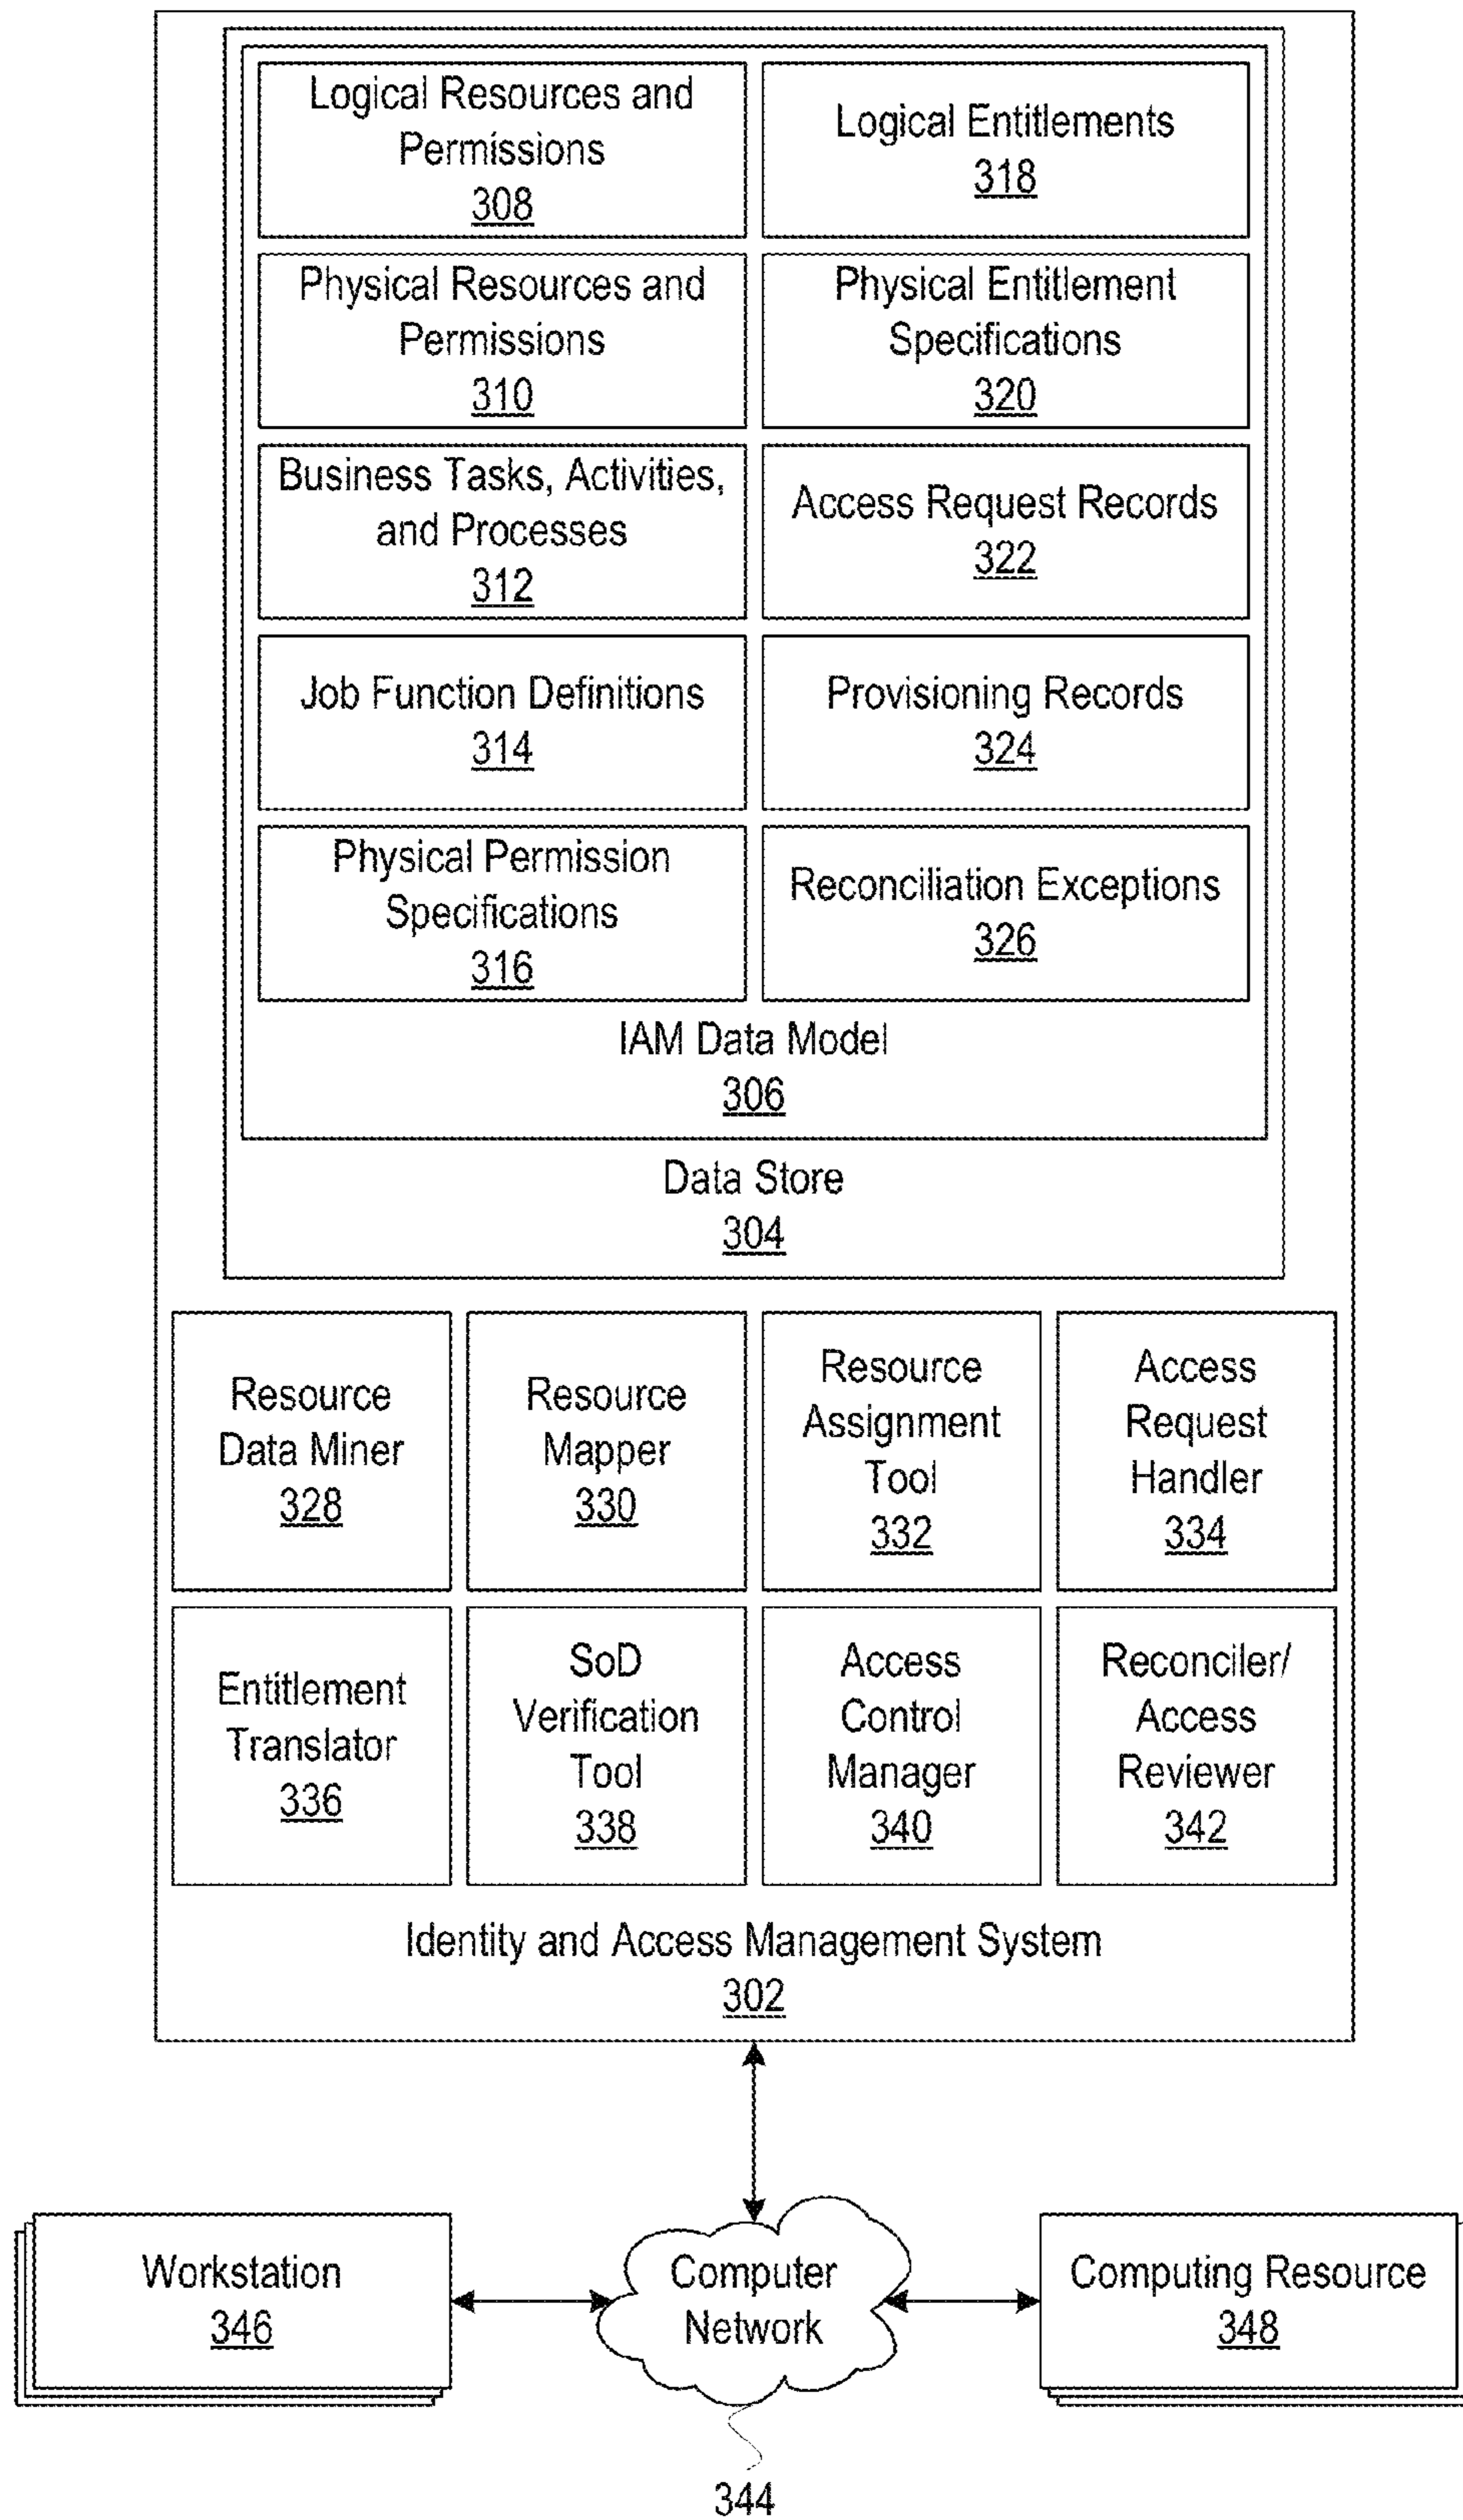 Logical Resources and
Permissions
308
Logical Entitlements
318
Physical Resources and
Permissions
310
Physical Entitlement
Specifications
320
Business Tasks, Activities,
and Processes
312
Access Request Records
322
Job Function Definitions
314
Provisioning Records
324
Physical Permission
Specifications
316
Reconciliation Exceptions
326
IAM Data Model
306
Data Store
304
Resource
Data Miner
328
Resource
Mapper
330
Resource
Assignment
Tool
332
Access
Request
Handler
334
Entitlement
Translator
336
SoD
Verification
Tool
338
Access
Control
Manager
340
Reconciler/
Access
Reviewer
342
Identity and Access Management System
302
Workstation
346
Computer
Network
Computing Resource
348
344